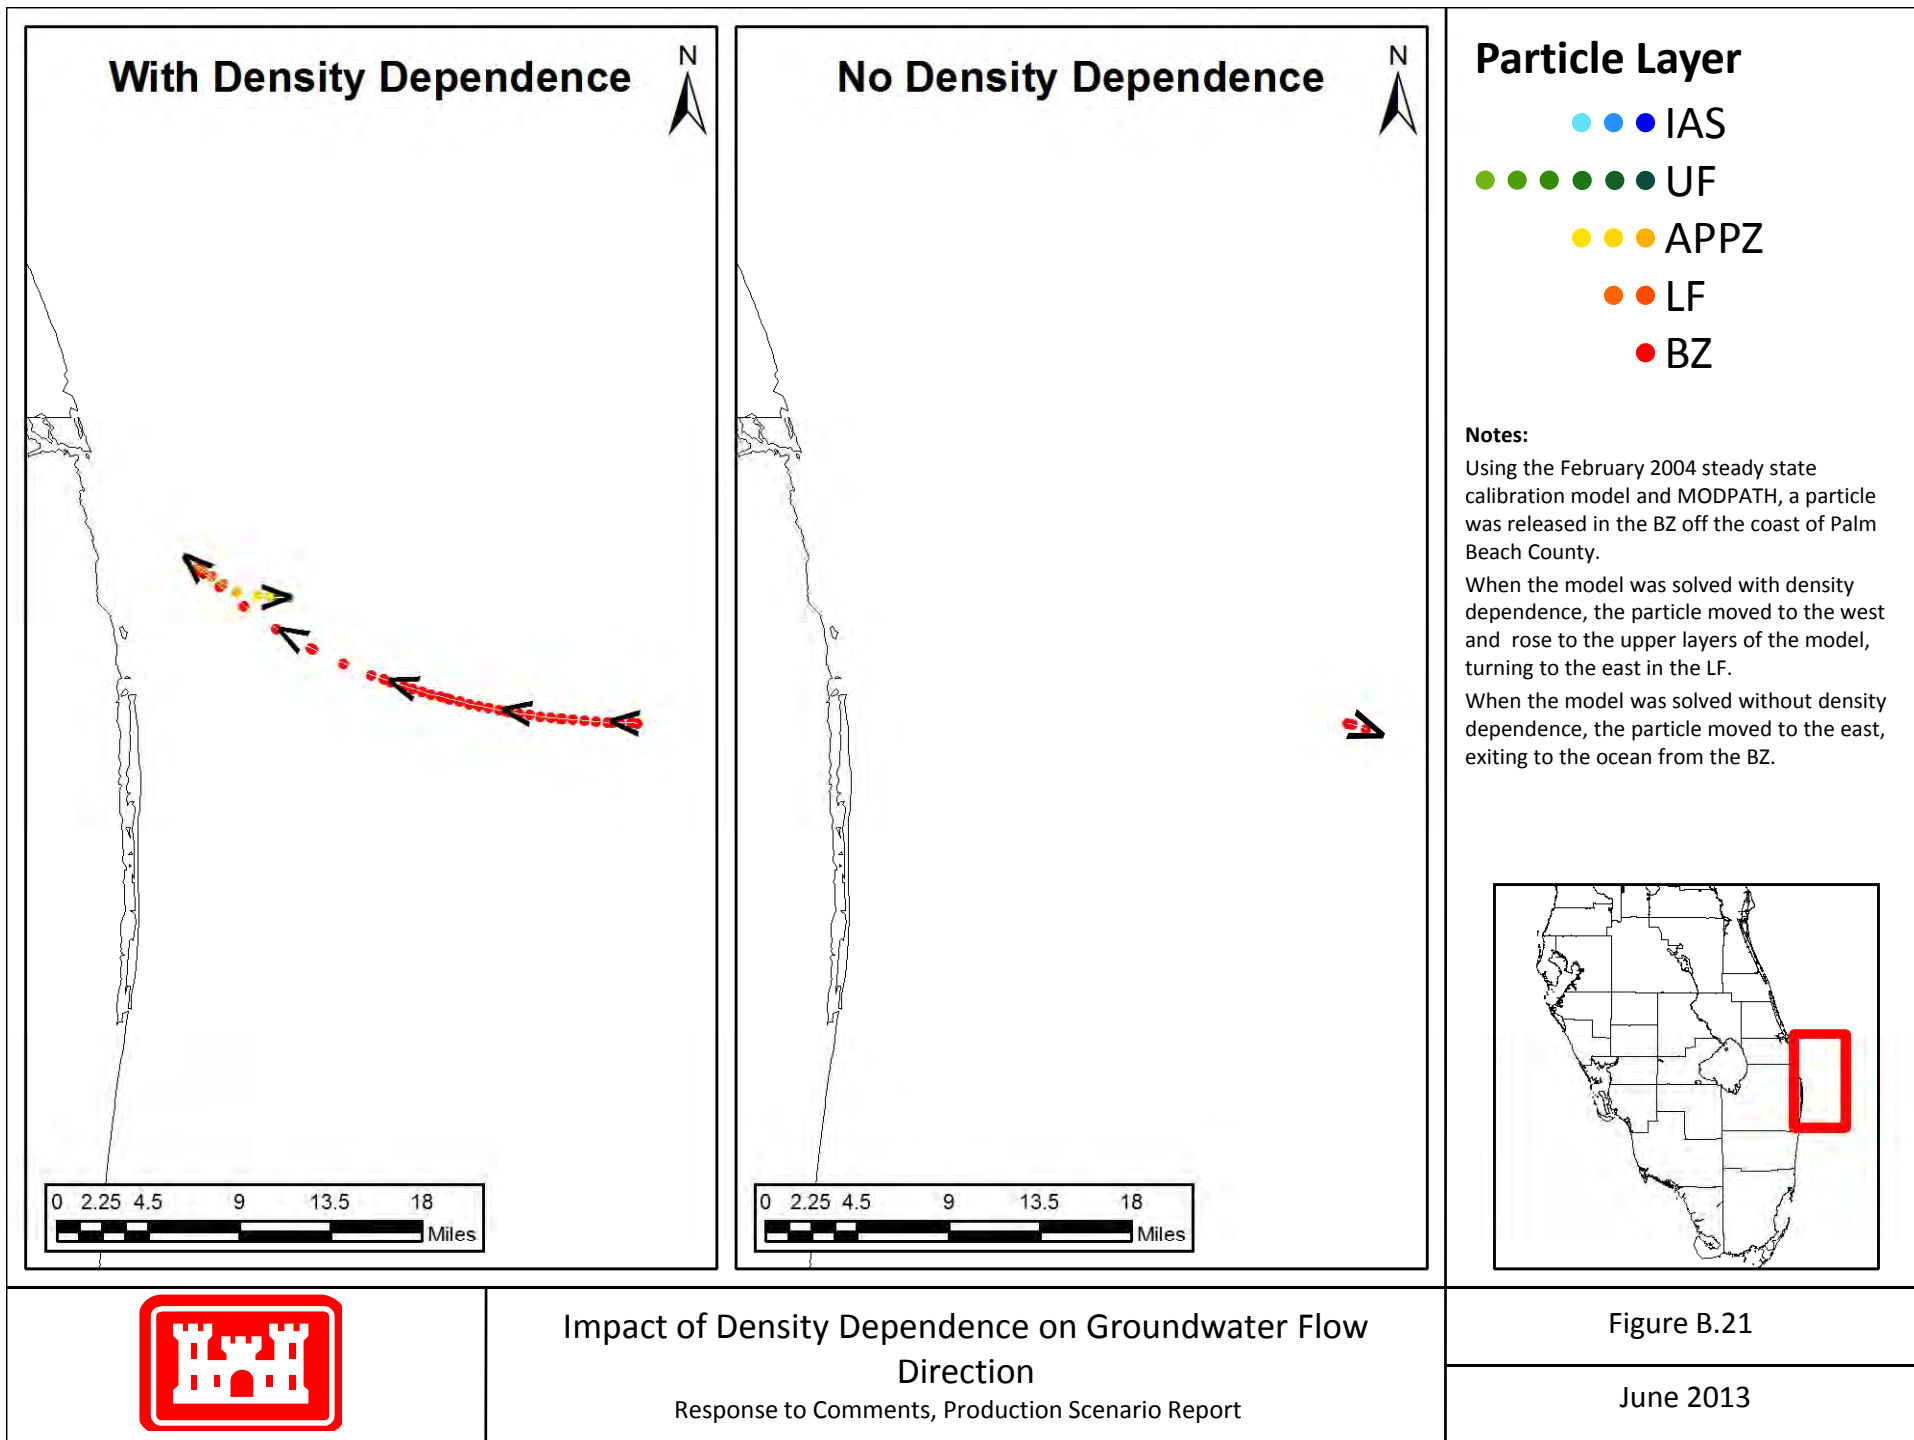 With Density Dependence
N
0 2.25 4.5 9 13.5 18
Miles
No Density Dependence
N
0 2.25 4.5 9 13.5 18
Miles
Particle Layer
IAS
UF
APPZ
LF
BZ
Notes:
Using the February 2004 steady state
calibration model and MODPATH, a particle
was released in the BZ off the coast of Palm
Beach County.
When the model was solved with density
dependence, the particle moved to the west
and rose to the upper layers of the model,
turning to the east in the LF.
When the model was solved without density
dependence, the particle moved to the east,
exiting to the ocean from the BZ.
Impact of Density Dependence on Groundwater Flow
Direction
Response to Comments, Production Scenario Report
Figure B.21
June 2013